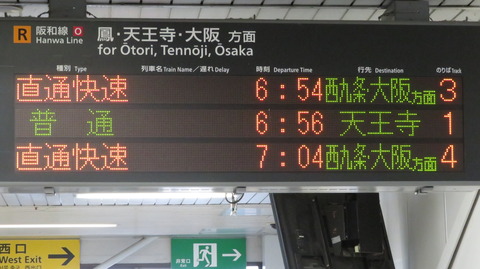 R 阪和線 O 鳳・天王寺・大阪 方面
Hanwa Line for Ōtori, Tennōji, Ōsaka
種別 Type 列車名 Train Name／遅れ Delay 時刻 Departure Time 行先 Destination のりば Track
直通快速 6:54 西九条・大阪方面 3
普通 6:56 天王寺 1
直通快速 7:04 西九条・大阪方面 4
西口
West Exit
非常口